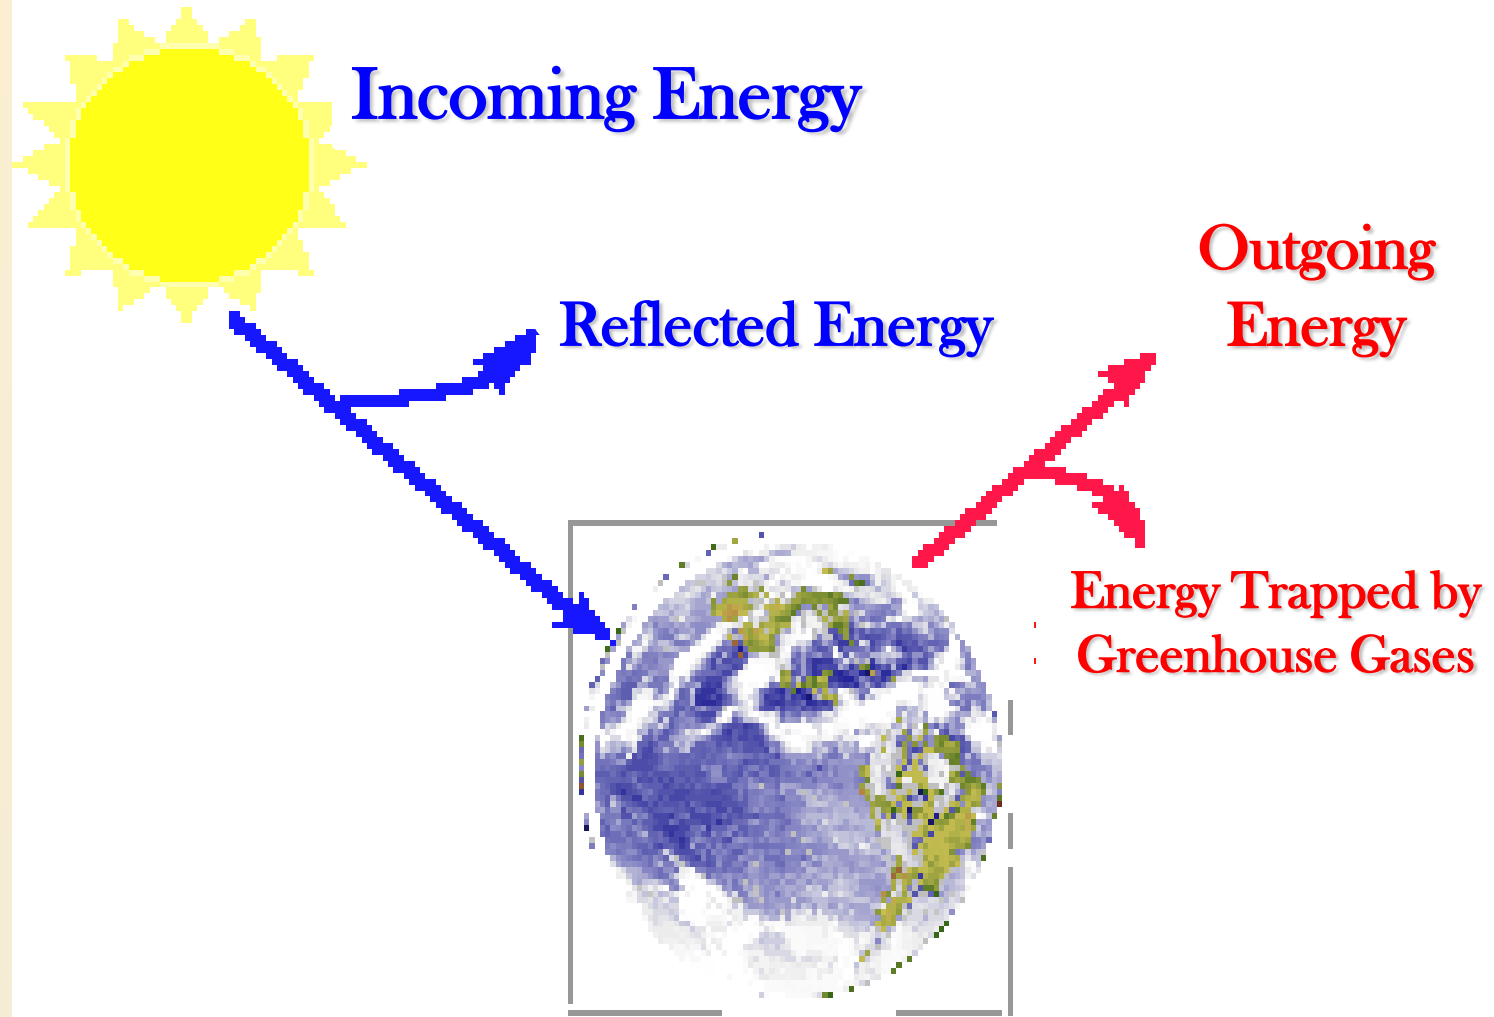 Incoming Energy
Reflected Energy
Outgoing
Energy
Energy Trapped by
Greenhouse Gases